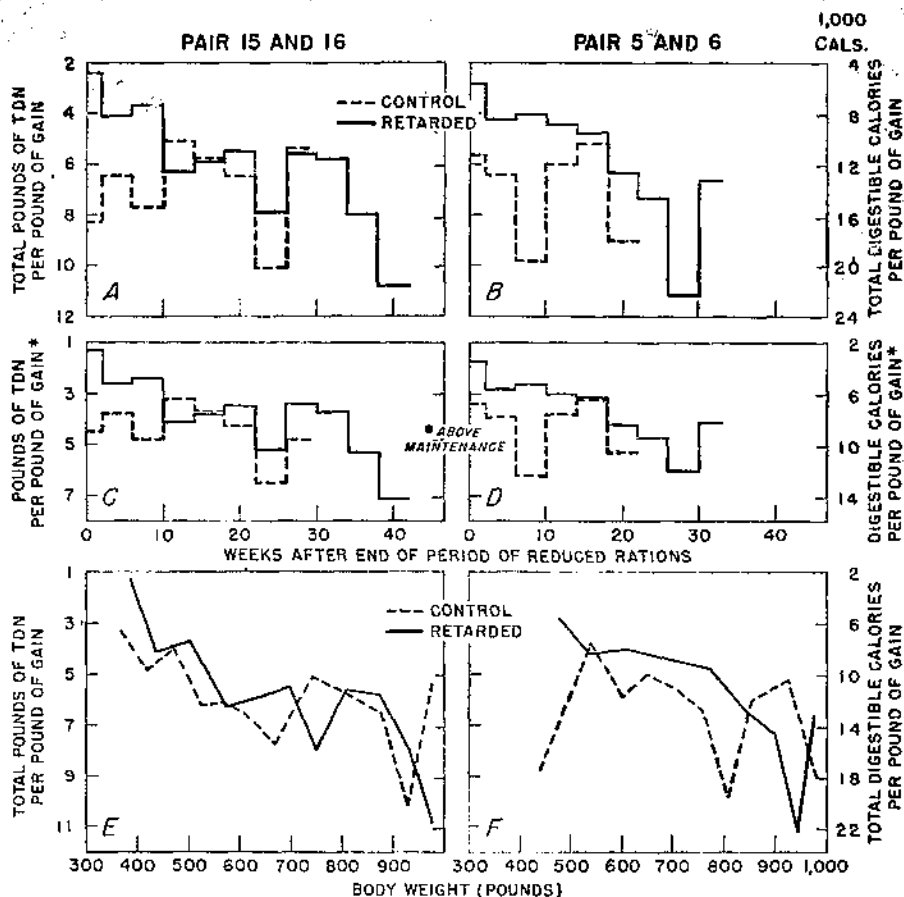 PAIR 15 AND 16
PAIR 5 AND 6
1,000
CALS.
TOTAL POUNDS OF TDN
PER POUND OF GAIN
2
4
6
8
10
12
A
CONTROL
RETARDED
B
4
8
12
16
20
24
TOTAL DIGESTIBLE CALORIES
PER POUND OF GAIN
POUNDS OF TDN
PER POUND OF GAIN*
1
3
5
7
C
* ABOVE
MAINTENANCE
D
2
6
10
14
DIGESTIBLE CALORIES
PER POUND OF GAIN*
0 10 20 30 40
0 10 20 30 40
WEEKS AFTER END OF PERIOD OF REDUCED RATIONS
TOTAL POUNDS OF TDN
PER POUND OF GAIN
1
3
5
7
9
11
E
CONTROL
RETARDED
F
2
6
10
14
18
22
TOTAL DIGESTIBLE CALORIES
PER POUND OF GAIN
300 400 500 600 700 800 900
300 400 500 600 700 800 900 1,000
BODY WEIGHT (POUNDS)